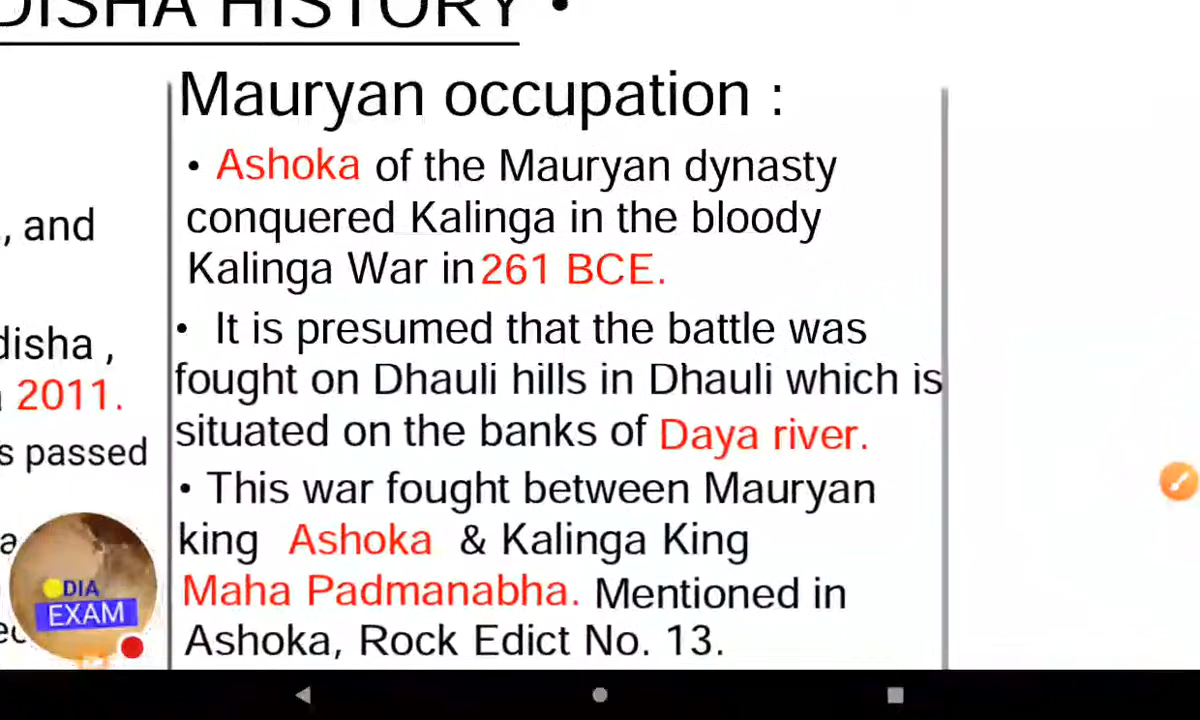 DISHA HISTORY •
Mauryan occupation :
• Ashoka of the Mauryan dynasty
conquered Kalinga in the bloody
Kalinga War in 261 BCE.
• It is presumed that the battle was
fought on Dhauli hills in Dhauli which is
situated on the banks of Daya river.
• This war fought between Mauryan
king Ashoka & Kalinga King
Maha Padmanabha. Mentioned in
Ashoka, Rock Edict No. 13.
, and
disha ,
2011.
s passed
DIA
EXAM